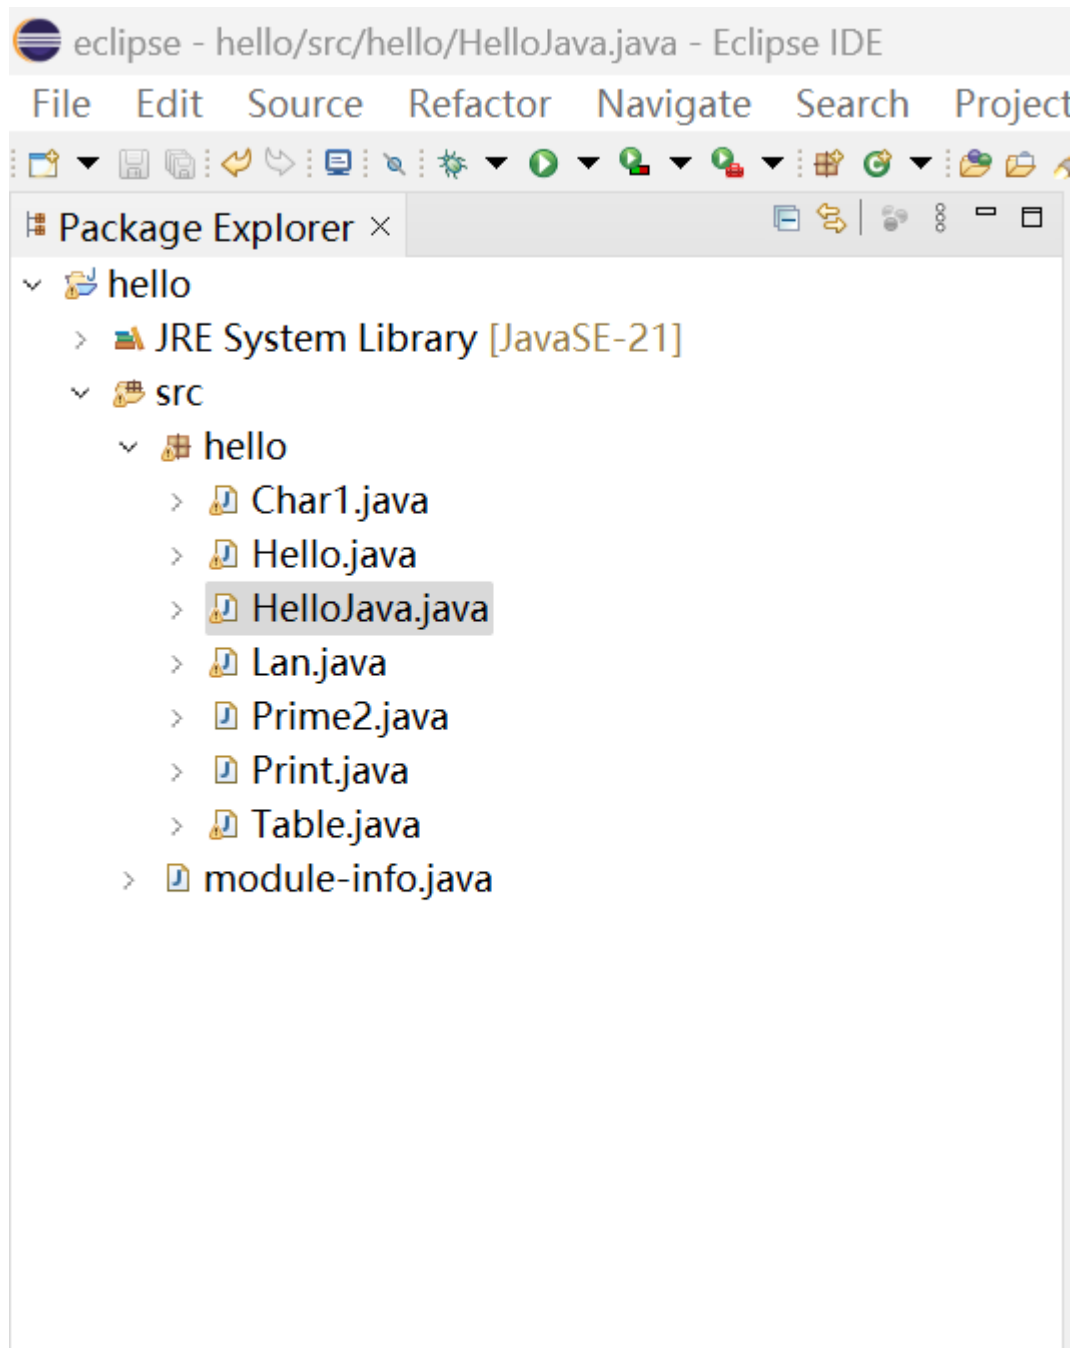 eclipse - hello/src/hello/HelloJava.java - Eclipse IDE
File Edit Source Refactor Navigate Search Project
Package Explorer
hello
JRE System Library [JavaSE-21]
src
hello
Char1.java
Hello.java
HelloJava.java
Lan.java
Prime2.java
Print.java
Table.java
module-info.java